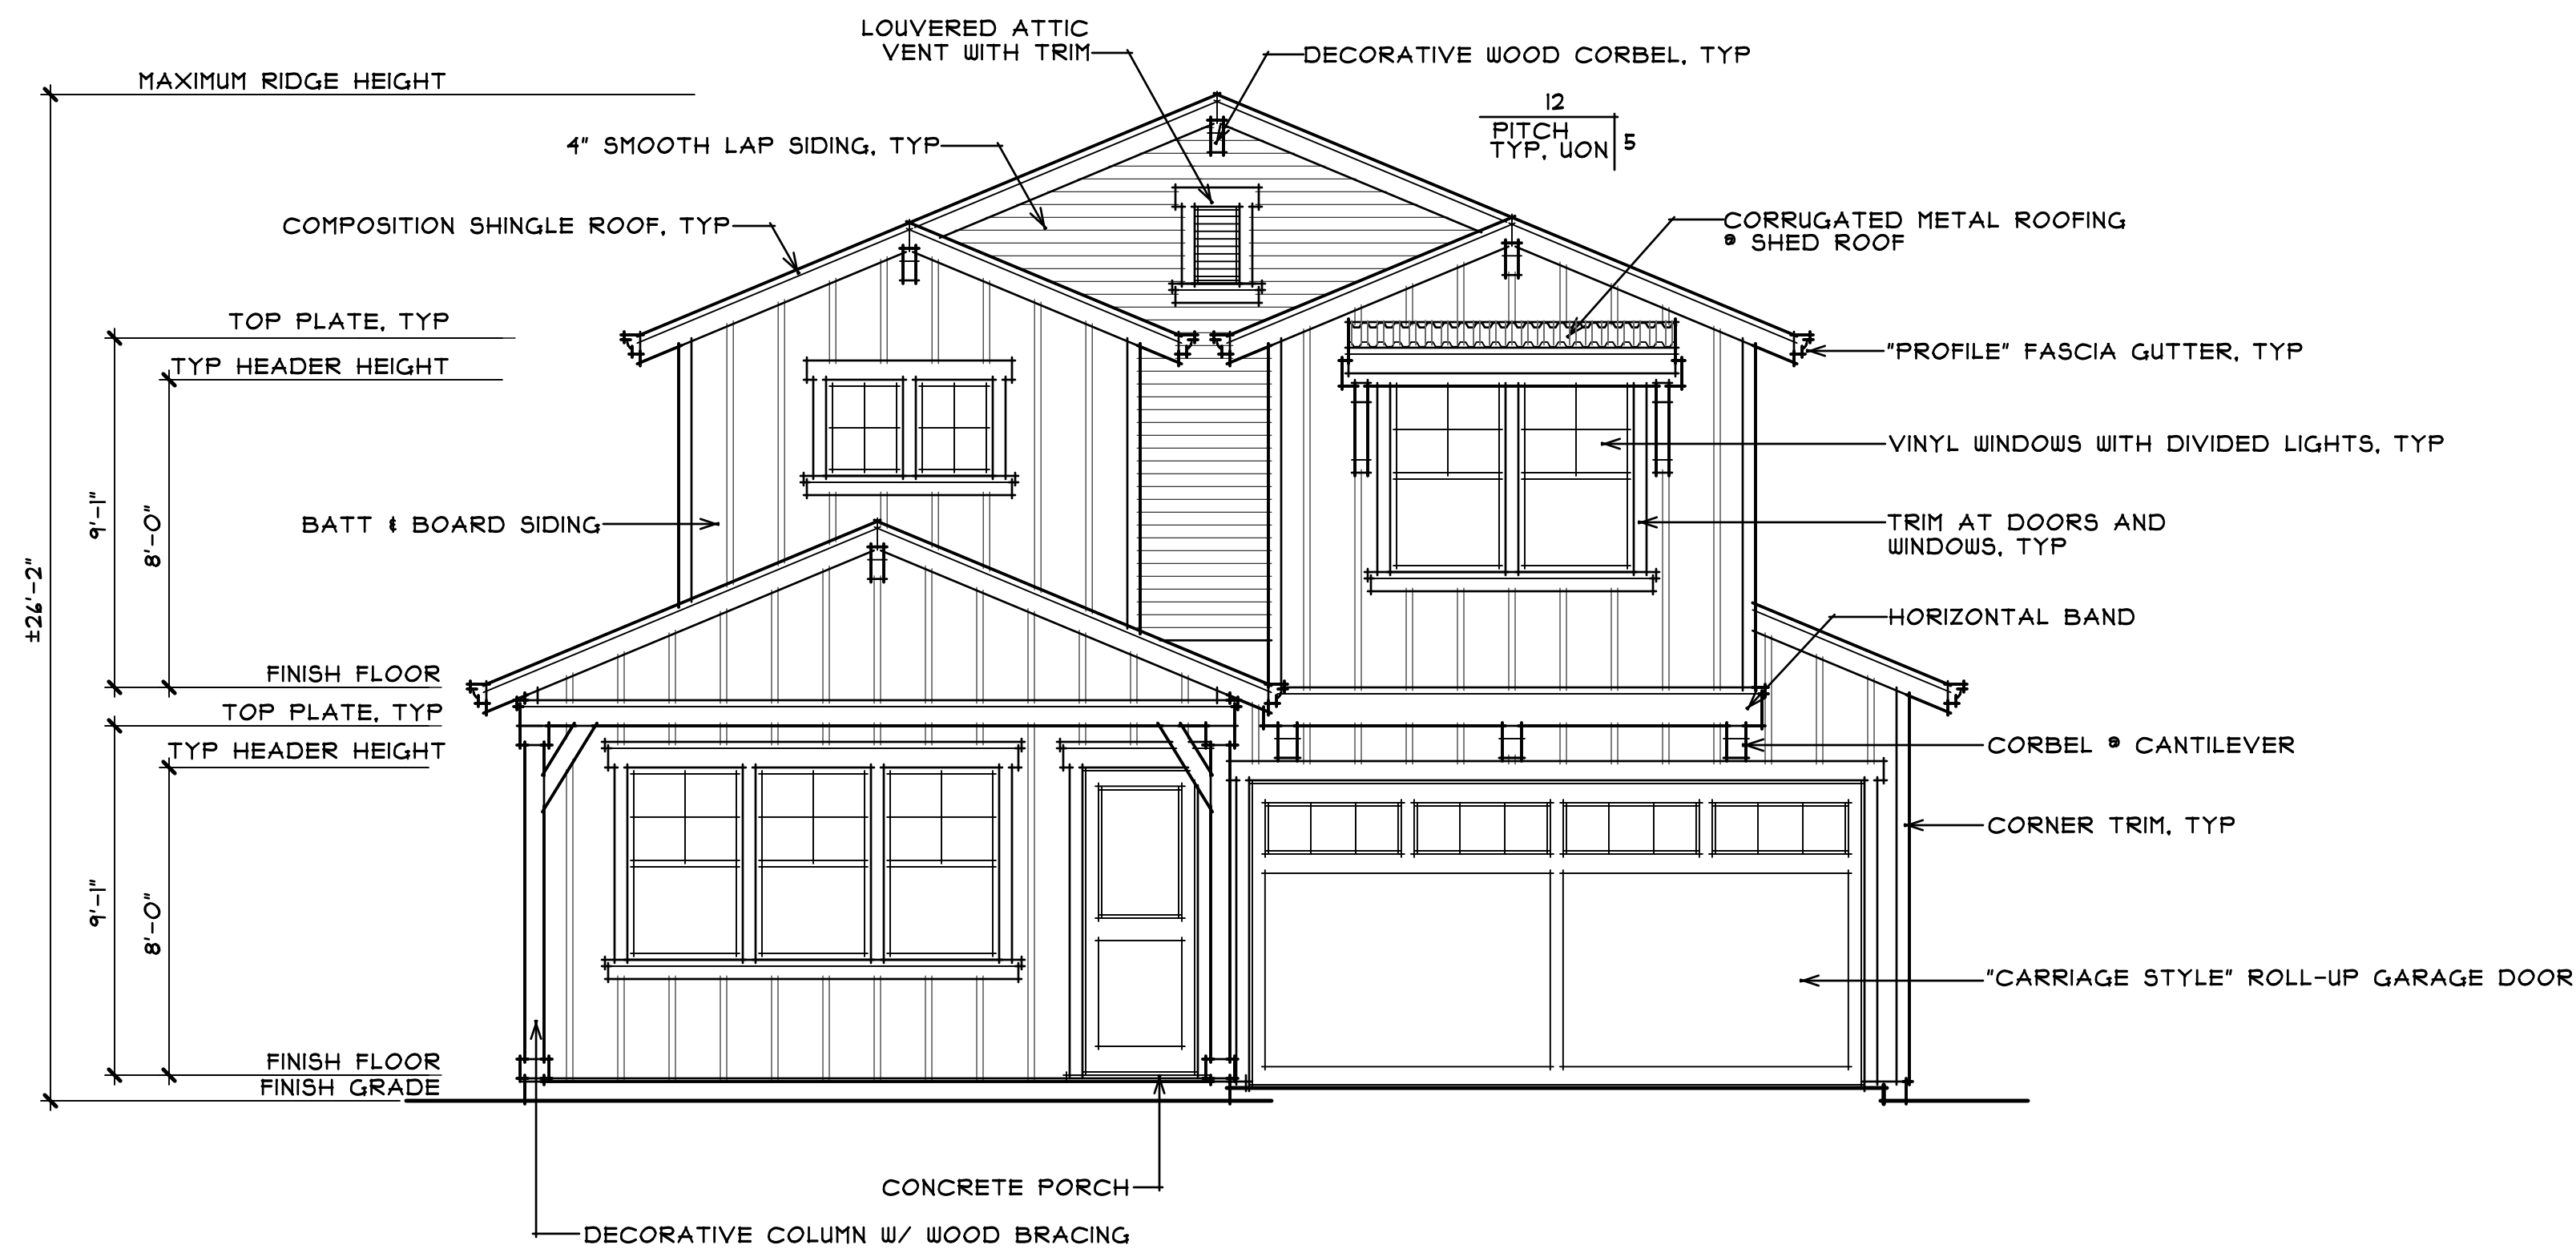 LOUVERED ATTIC
VENT WITH TRIM
DECORATIVE WOOD CORBEL, TYP
MAXIMUM RIDGE HEIGHT
12
PITCH
TYP, UON
5
4" SMOOTH LAP SIDING, TYP
COMPOSITION SHINGLE ROOF, TYP
CORRUGATED METAL ROOFING
@ SHED ROOF
TOP PLATE, TYP
"PROFILE" FASCIA GUTTER, TYP
TYP HEADER HEIGHT
VINYL WINDOWS WITH DIVIDED LIGHTS, TYP
9'-1"
8'-0"
BATT & BOARD SIDING
TRIM AT DOORS AND
WINDOWS, TYP
±26'-2"
HORIZONTAL BAND
FINISH FLOOR
TOP PLATE, TYP
TYP HEADER HEIGHT
CORBEL @ CANTILEVER
CORNER TRIM, TYP
9'-1"
8'-0"
"CARRIAGE STYLE" ROLL-UP GARAGE DOOR
FINISH FLOOR
FINISH GRADE
CONCRETE PORCH
DECORATIVE COLUMN W/ WOOD BRACING